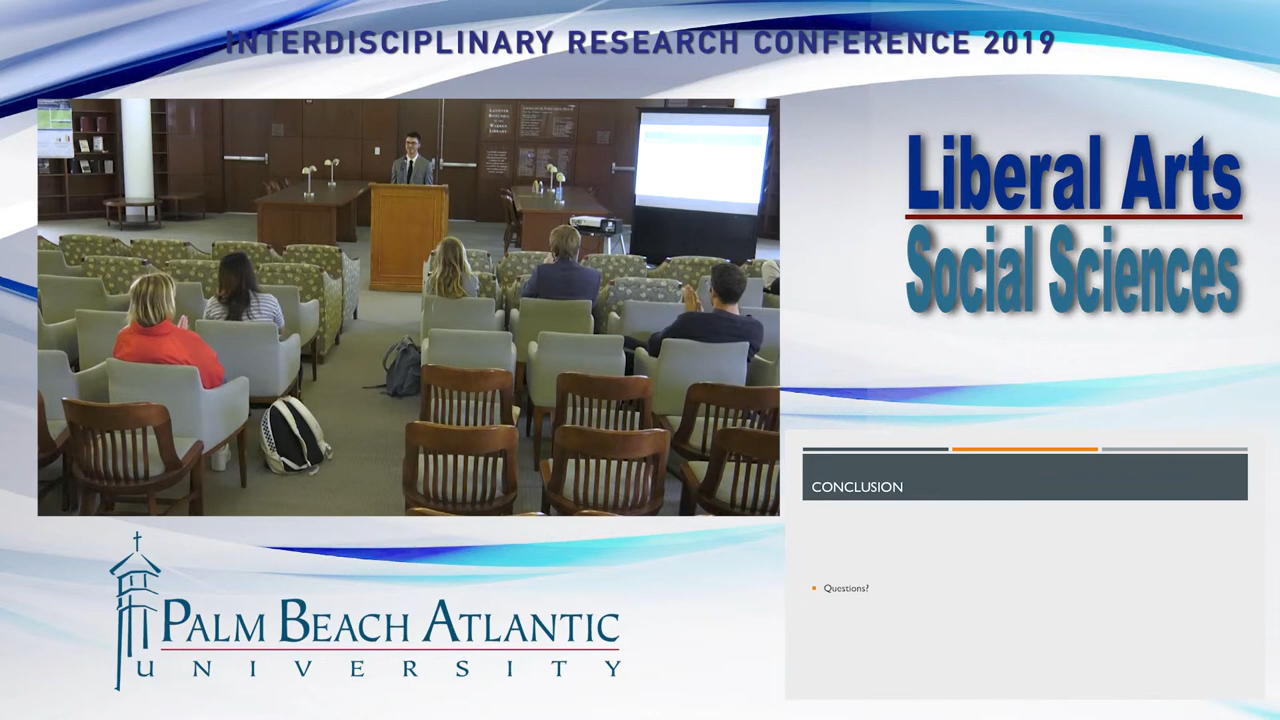 INTERDISCIPLINARY RESEARCH CONFERENCE 2019
Liberal Arts
Social Sciences
CONCLUSION
Questions?
PALM BEACH ATLANTIC
UNIVERSITY